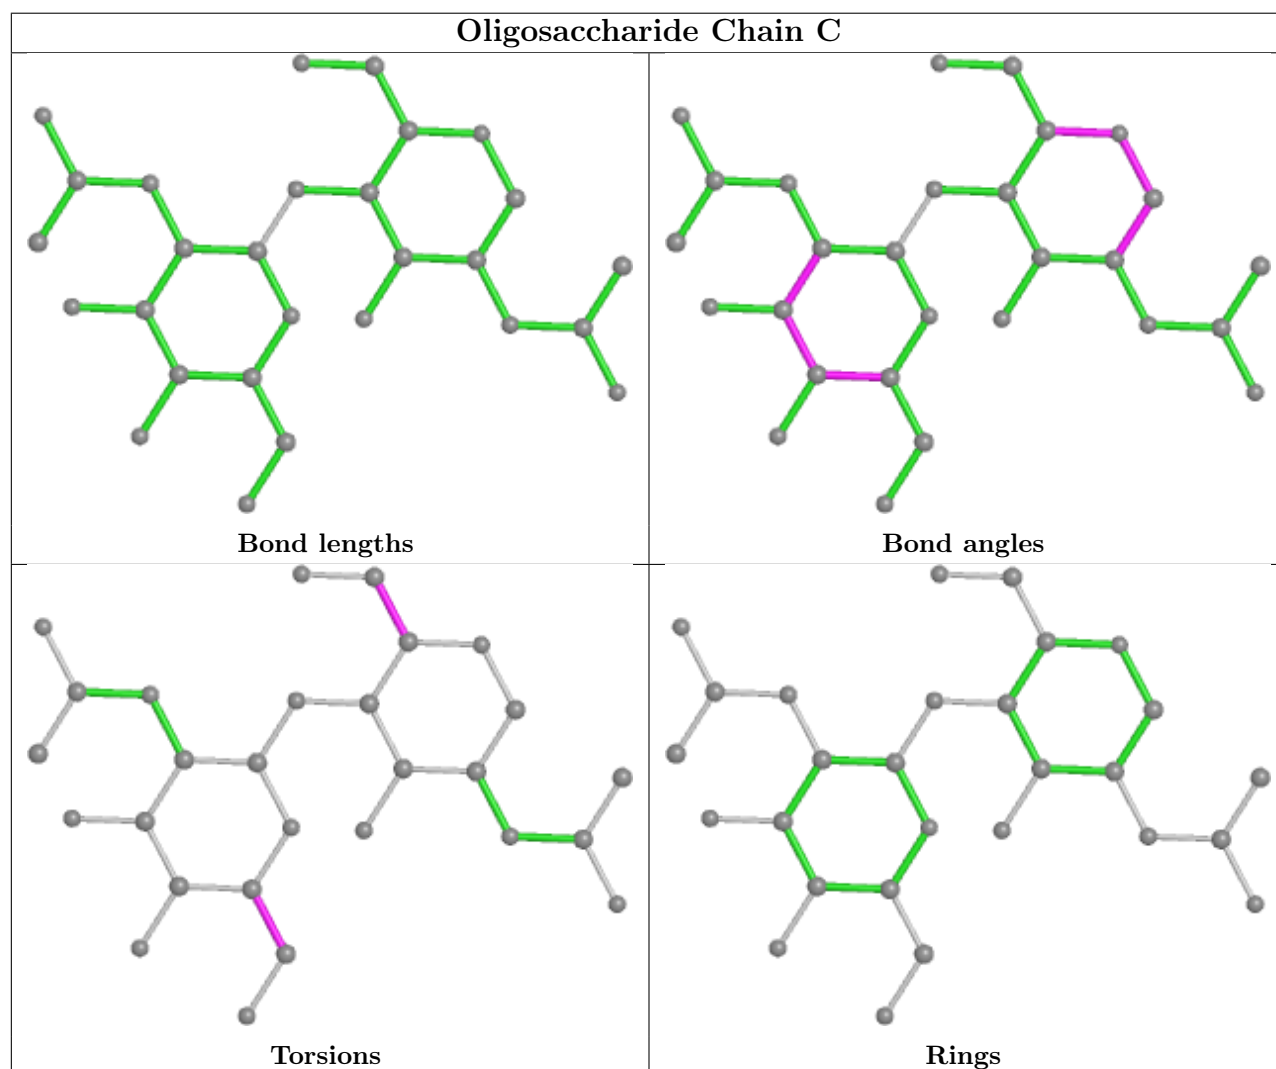 Oligosaccharide Chain C
Bond lengths
Bond angles
Torsions
Rings